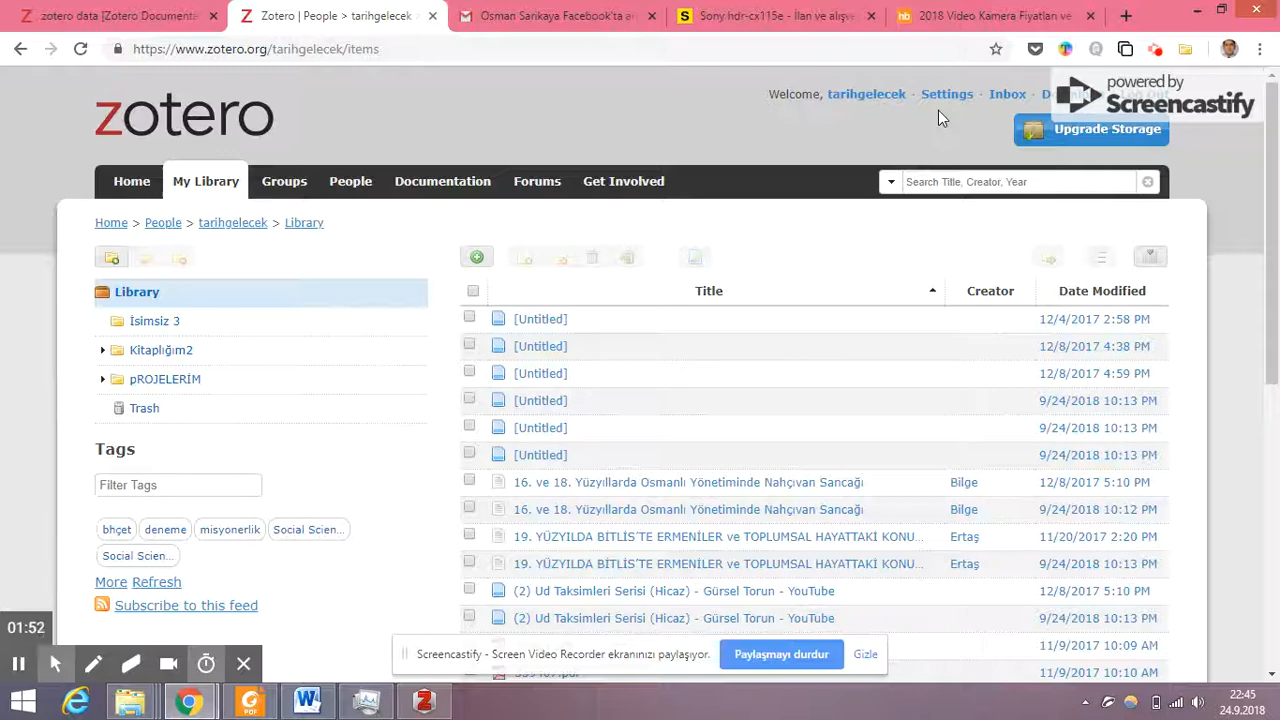 zotero data [Zotero Documenta
Zotero | People > tarihgelecek
Osman Sarikaya Facebook'ta a
Sony hdr-cx115e - İlan ve alışve
2018 Video Kamera Fiyatları ve
https://www.zotero.org/tarihgelecek/items
powered by
Screencastify
Welcome, tarihgelecek · Settings · Inbox ·
zotero
Upgrade Storage
Home My Library Groups People Documentation Forums Get Involved
Search Title, Creator, Year
Home > People > tarihgelecek > Library
Library
İsimsiz 3
Kitaplığım2
pROJELERİM
Trash
Tags
Filter Tags
bhçet deneme misyonerlik Social Scien...
Social Scien...
More Refresh
Subscribe to this feed
Title Creator Date Modified
[Untitled] 12/4/2017 2:58 PM
[Untitled] 12/8/2017 4:38 PM
[Untitled] 12/8/2017 4:59 PM
[Untitled] 9/24/2018 10:13 PM
[Untitled] 9/24/2018 10:13 PM
[Untitled] 9/24/2018 10:13 PM
16. ve 18. Yüzyıllarda Osmanlı Yönetiminde Nahçıvan Sancağı Bilge 12/8/2017 5:10 PM
16. ve 18. Yüzyıllarda Osmanlı Yönetiminde Nahçıvan Sancağı Bilge 9/24/2018 10:12 PM
19. YÜZYILDA BİTLİS'TE ERMENİLER ve TOPLUMSAL HAYATTAKİ KONU... Ertaş 11/20/2017 2:20 PM
19. YÜZYILDA BİTLİS'TE ERMENİLER ve TOPLUMSAL HAYATTAKİ KONU... Ertaş 9/24/2018 10:13 PM
(2) Ud Taksimleri Serisi (Hicaz) - Gürsel Torun - YouTube 12/8/2017 5:10 PM
(2) Ud Taksimleri Serisi (Hicaz) - Gürsel Torun - YouTube 9/24/2018 10:13 PM
11/9/2017 10:09 AM
11/9/2017 10:10 AM
01:52
Screencastify - Screen Video Recorder ekranınızı paylaşıyor.
Paylaşmayı durdur
Gizle
22:45
24.9.2018